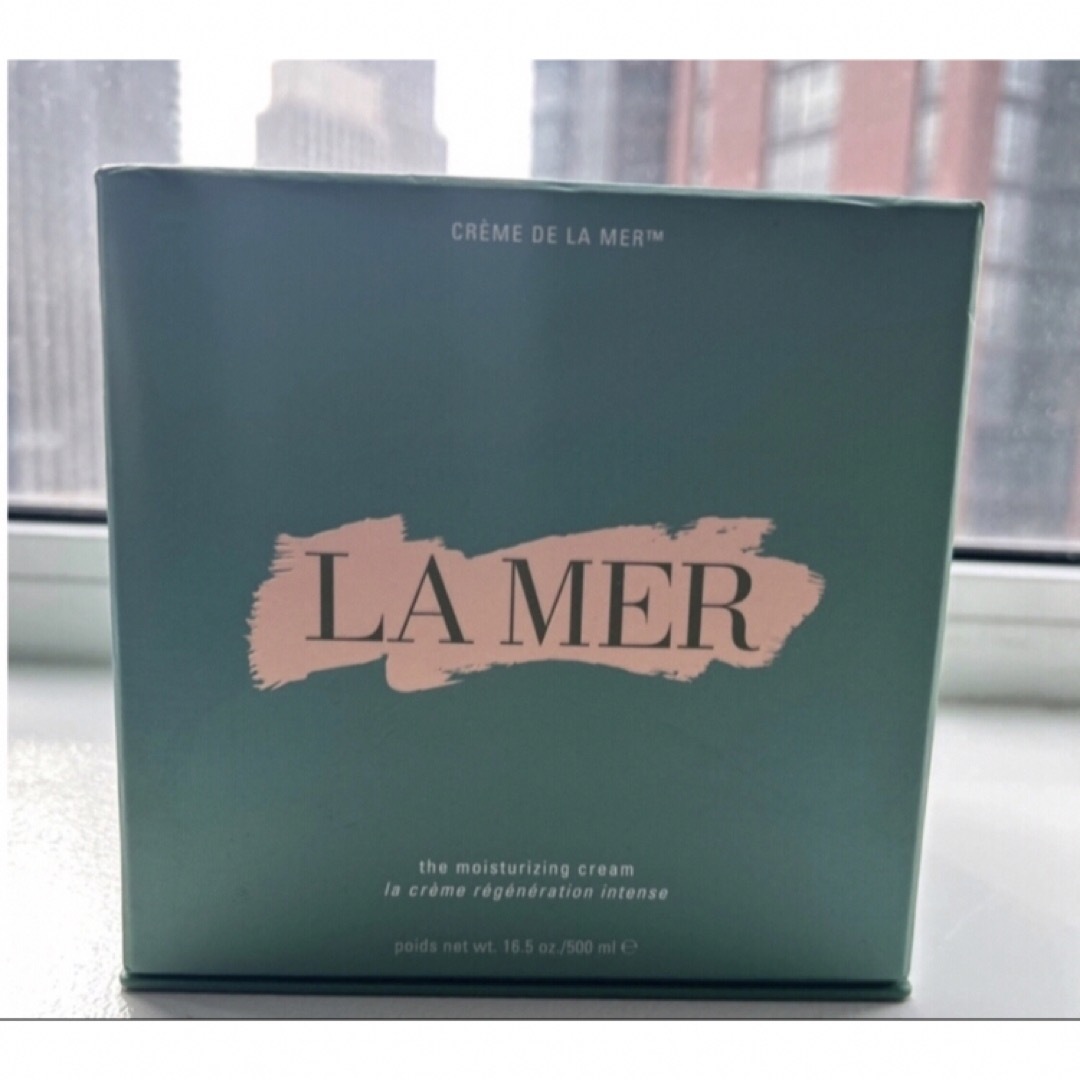 CRÈME DE LA MER™
LA MER
the moisturizing cream
la crème régénération intense
poids net wt. 16.5 oz./500 ml ℮